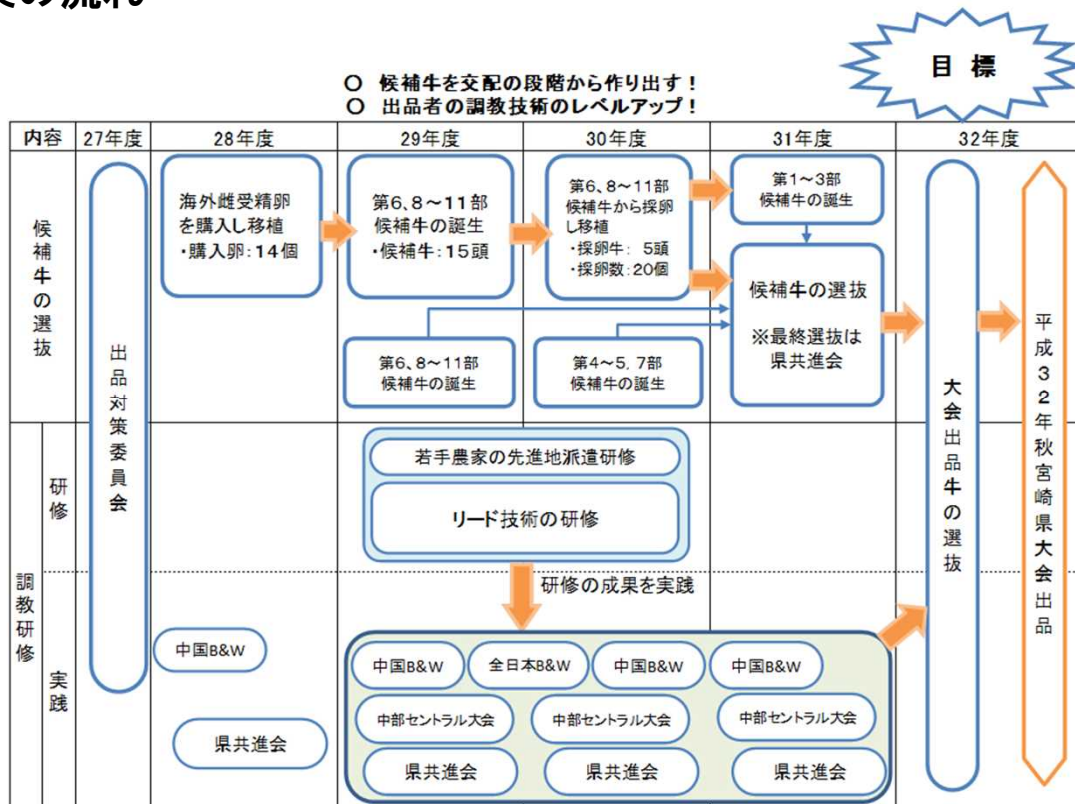 の流れ
目 標
○ 候補牛を交配の段階から作り出す！
○ 出品者の調教技術のレベルアップ！
内容 27年度 28年度 29年度 30年度 31年度 32年度
候補牛の選抜
出品対策委員会
海外雌受精卵
を購入し移植
・購入卵：14個
第6、8～11部
候補牛の誕生
・候補牛：15頭
第6、8～11部
候補牛から採卵
し移植
・採卵牛： 5頭
・採卵数：20個
第1～3部
候補牛の誕生
候補牛の選抜
※最終選抜は
県共進会
第6、8～11部
候補牛の誕生
第4～5，7部
候補牛の誕生
大会出品牛の選抜
平成32年秋宮崎県大会出品
調教研修
研修
若手農家の先進地派遣研修
リード技術の研修
研修の成果を実践
実践
中国B&W
県共進会
中国B&W 全日本B&W 中国B&W 中国B&W
中部セントラル大会 中部セントラル大会 中部セントラル大会
県共進会 県共進会 県共進会